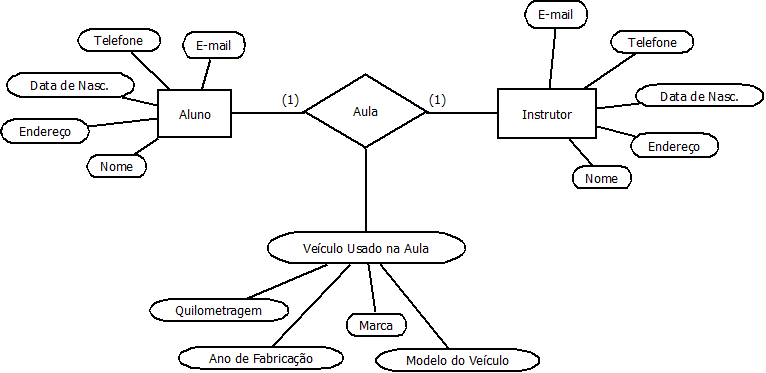 E-mail
Telefone
E-mail
Telefone
Data de Nasc.
Data de Nasc.
(1)
(1)
Aluno
Aula
Instrutor
Endereço
Endereço
Nome
Nome
Veículo Usado na Aula
Quilometragem
Marca
Ano de Fabricação
Modelo do Veículo